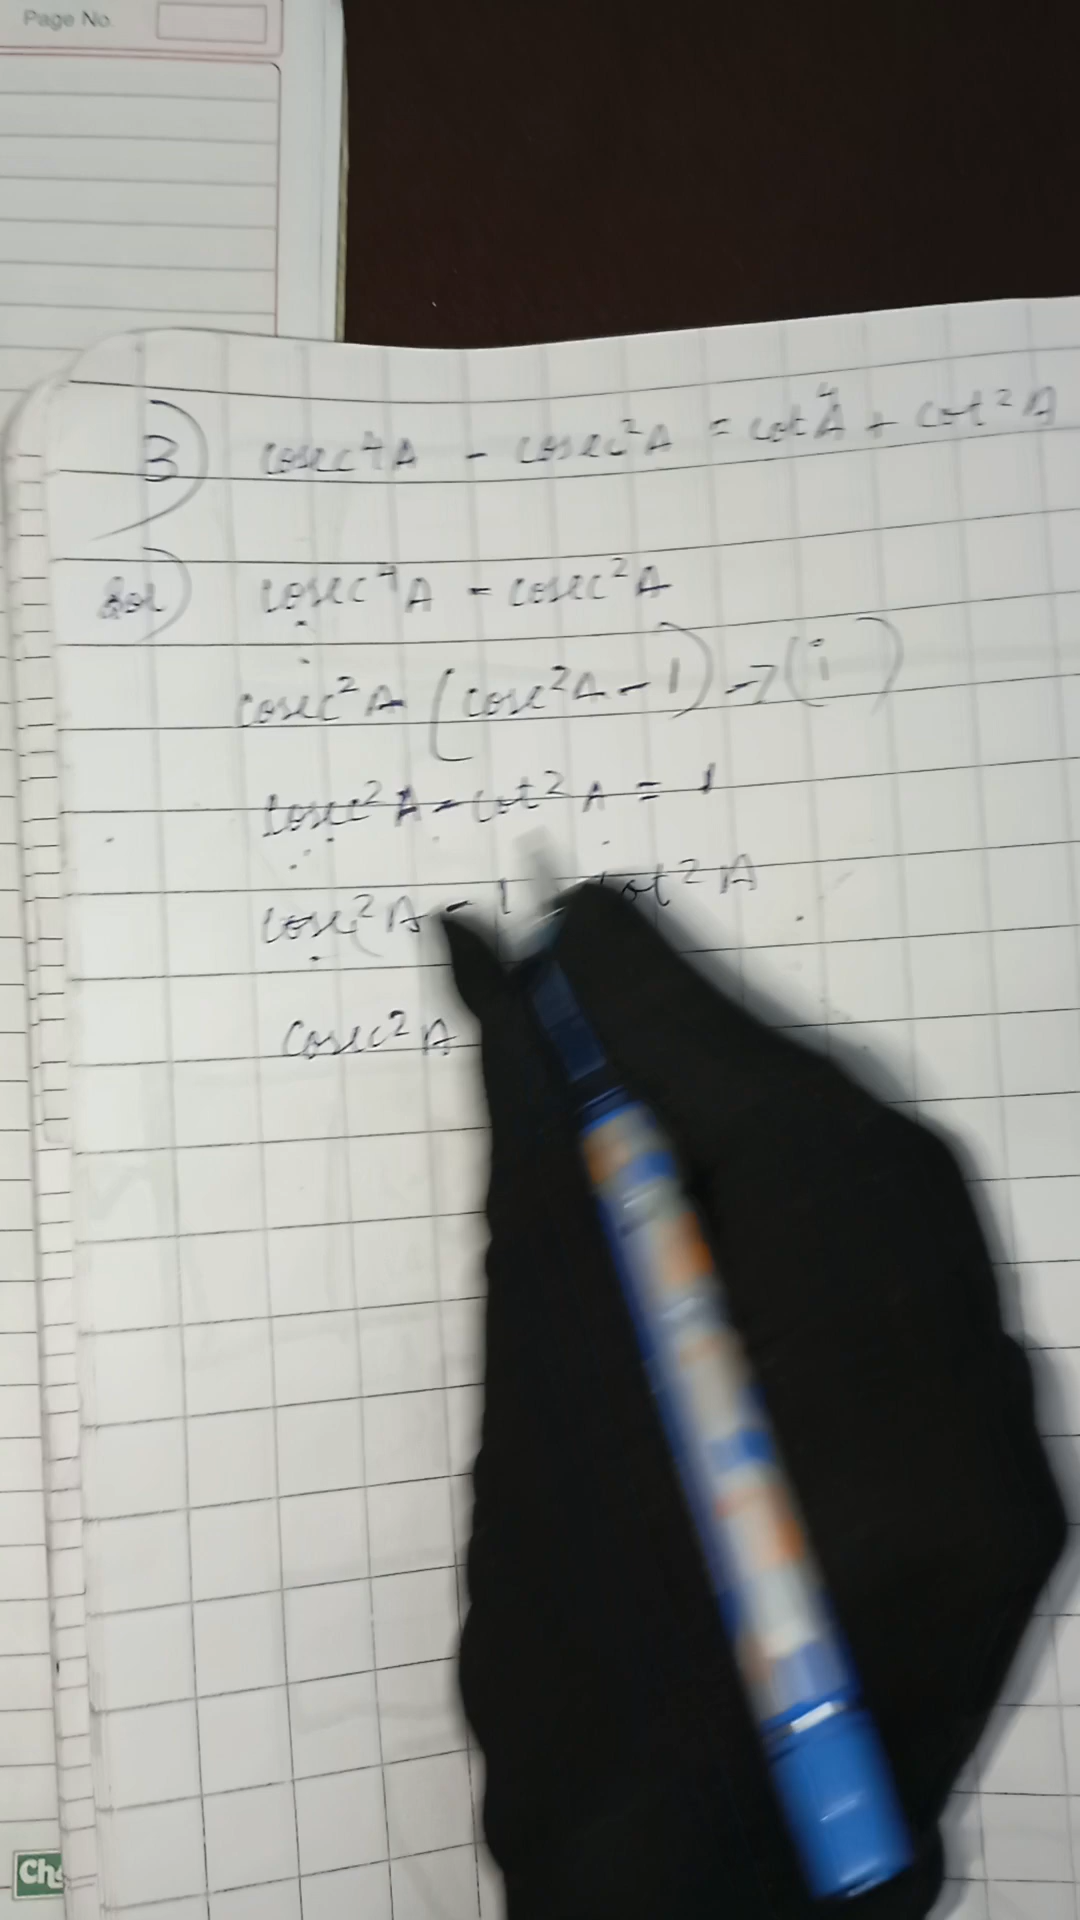 Page No.
3) cosec⁴A - cosec²A = cot⁴A + cot²A
Sol) cosec⁴A - cosec²A
cosec²A (cosec²A - 1) → (i)
cosec²A - cot²A = 1
cosec²A - 1 cot²A
cosec²A